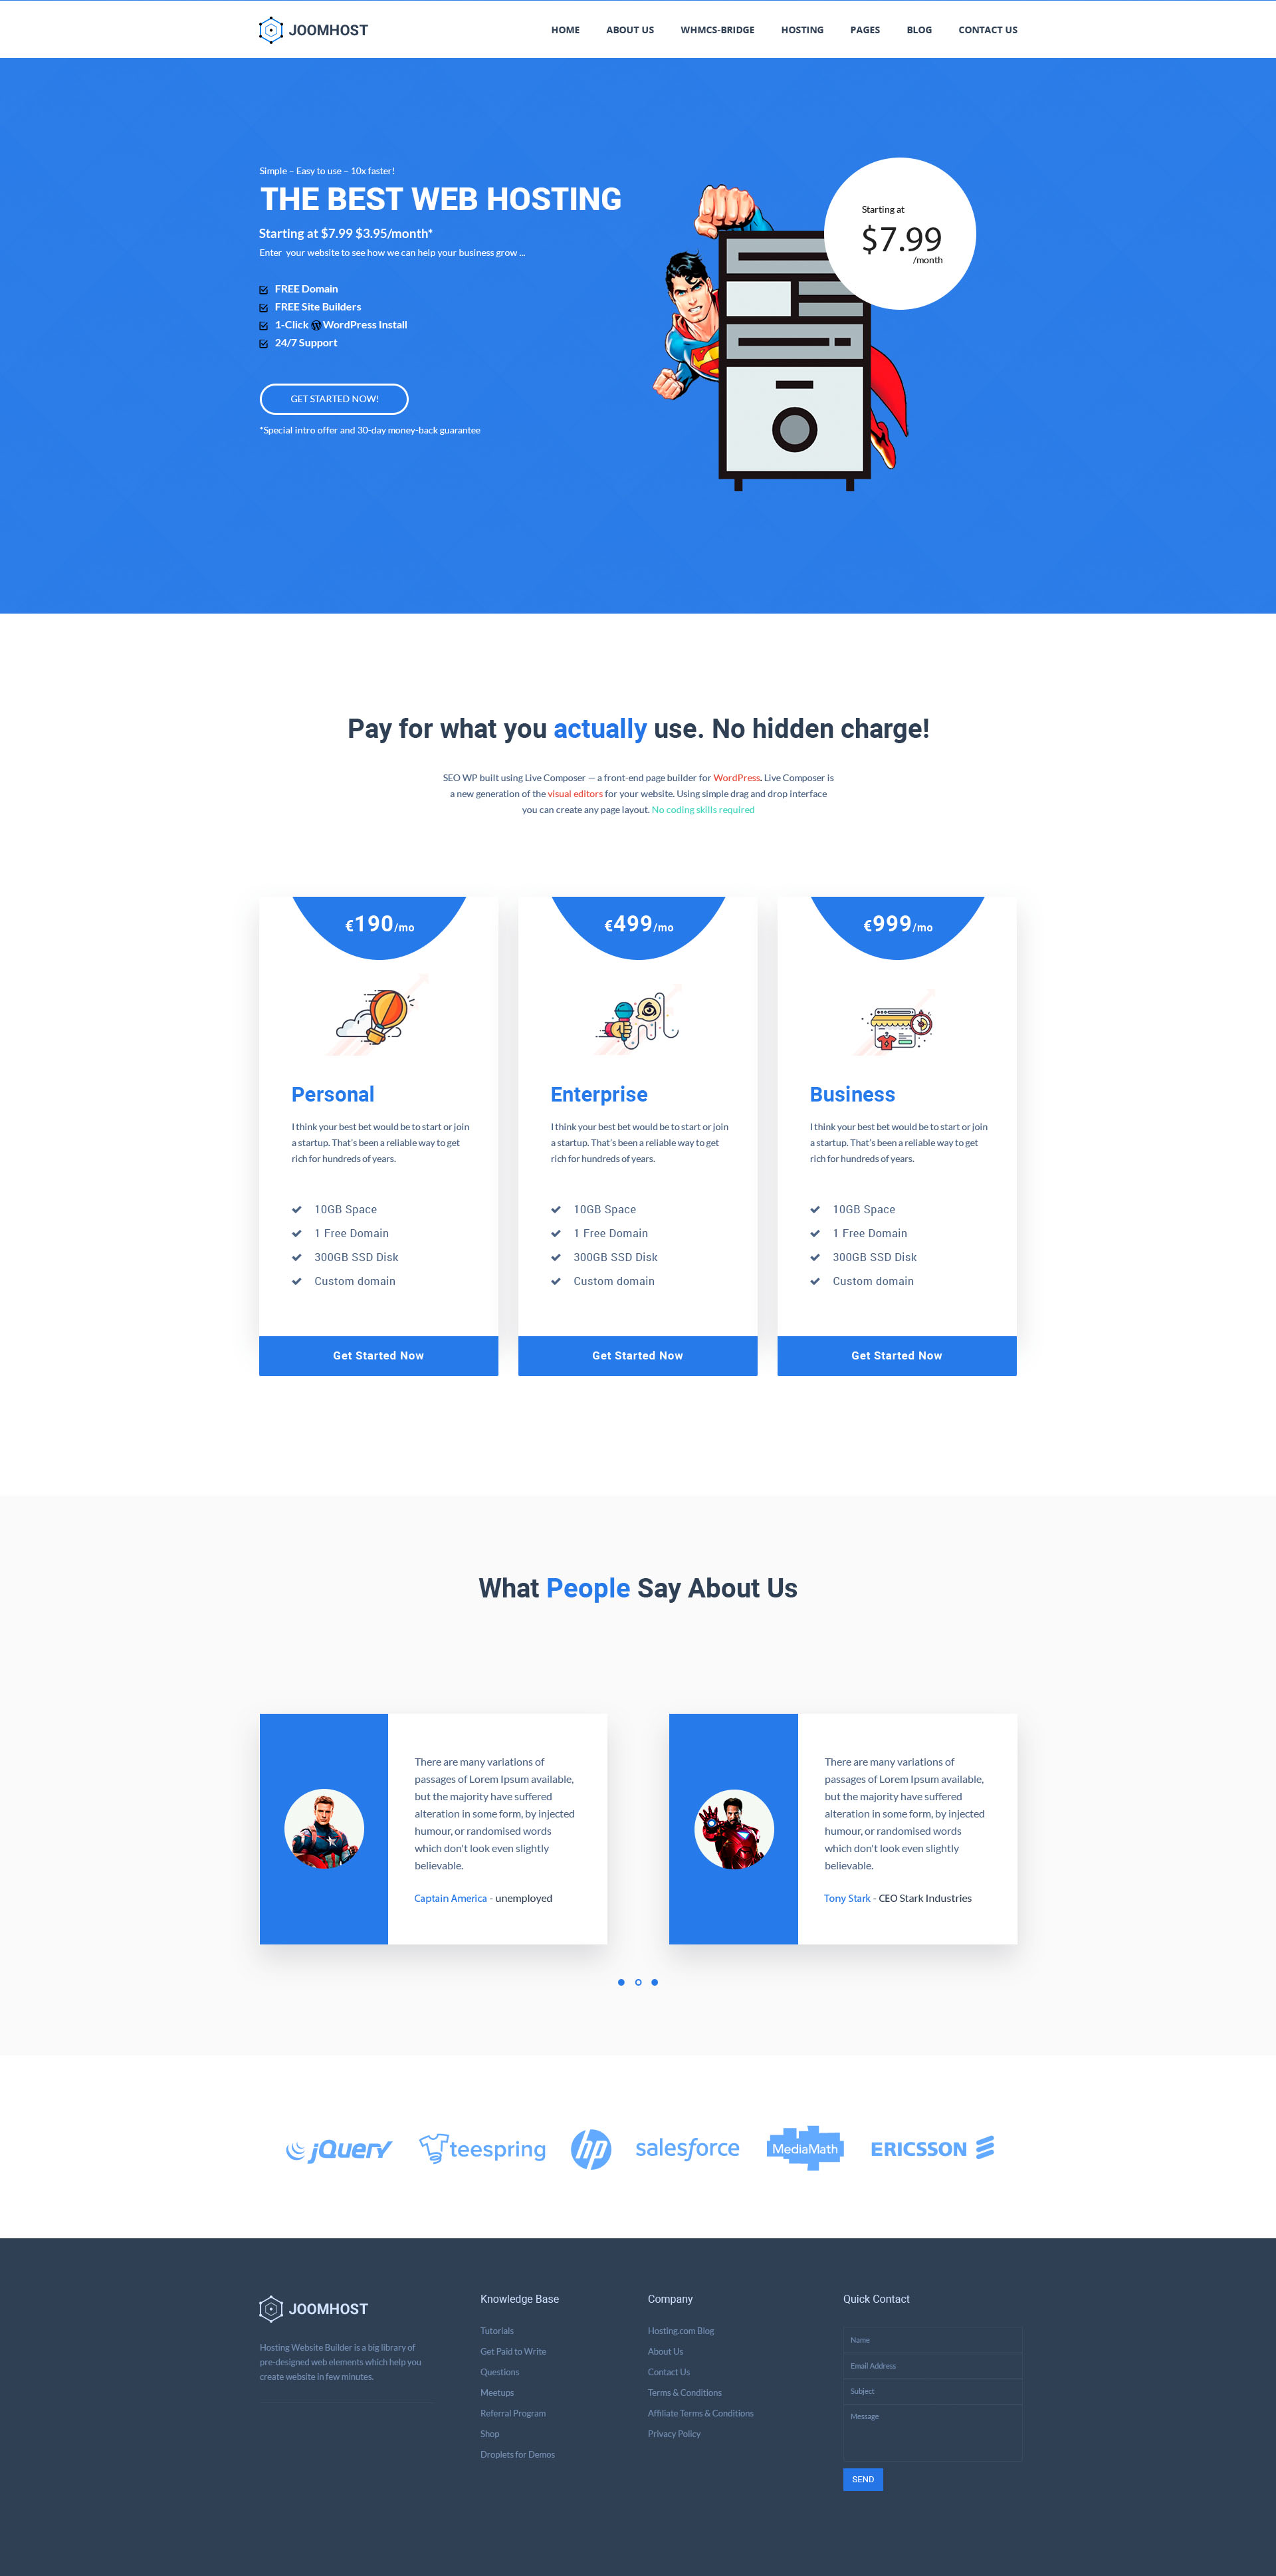 JOOMHOST
HOME ABOUT US WHMCS-BRIDGE HOSTING PAGES BLOG CONTACT US
Simple – Easy to use – 10x faster!
THE BEST WEB HOSTING
Starting at $7.99 $3.95/month*
Enter your website to see how we can help your business grow ...
FREE Domain
FREE Site Builders
1-Click WordPress Install
24/7 Support
GET STARTED NOW!
*Special intro offer and 30-day money-back guarantee
Starting at
$7.99
/month
Pay for what you actually use. No hidden charge!
SEO WP built using Live Composer — a front-end page builder for WordPress. Live Composer is
a new generation of the visual editors for your website. Using simple drag and drop interface
you can create any page layout. No coding skills required
€190/mo
Personal
I think your best bet would be to start or join
a startup. That's been a reliable way to get
rich for hundreds of years.
10GB Space
1 Free Domain
300GB SSD Disk
Custom domain
Get Started Now
€499/mo
Enterprise
I think your best bet would be to start or join
a startup. That's been a reliable way to get
rich for hundreds of years.
10GB Space
1 Free Domain
300GB SSD Disk
Custom domain
Get Started Now
€999/mo
Business
I think your best bet would be to start or join
a startup. That's been a reliable way to get
rich for hundreds of years.
10GB Space
1 Free Domain
300GB SSD Disk
Custom domain
Get Started Now
What People Say About Us
There are many variations of
passages of Lorem Ipsum available,
but the majority have suffered
alteration in some form, by injected
humour, or randomised words
which don't look even slightly
believable.
Captain America - unemployed
There are many variations of
passages of Lorem Ipsum available,
but the majority have suffered
alteration in some form, by injected
humour, or randomised words
which don't look even slightly
believable.
Tony Stark - CEO Stark Industries
jQuery teespring hp salesforce MediaMath ERICSSON
JOOMHOST
Hosting Website Builder is a big library of
pre-designed web elements which help you
create website in few minutes.
Knowledge Base
Tutorials
Get Paid to Write
Questions
Meetups
Referral Program
Shop
Droplets for Demos
Company
Hosting.com Blog
About Us
Contact Us
Terms & Conditions
Affiliate Terms & Conditions
Privacy Policy
Quick Contact
Name
Email Address
Subject
Message
SEND